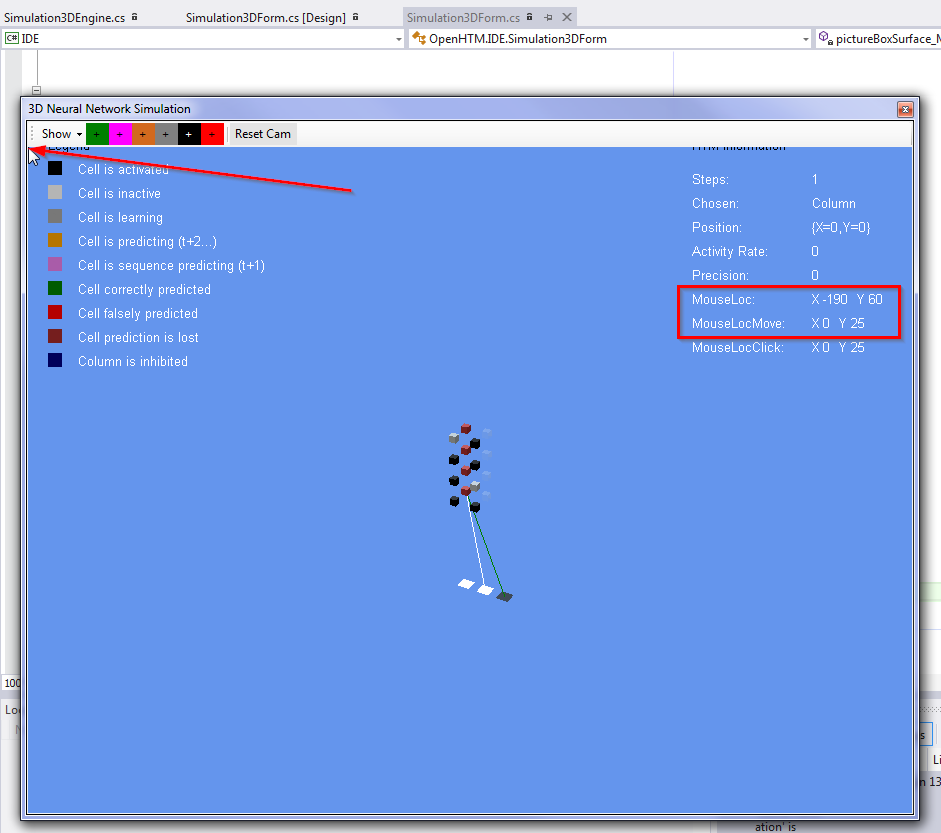 Simulation3DEngine.cs
Simulation3DForm.cs [Design]
Simulation3DForm.cs
C# IDE
OpenHTM.IDE.Simulation3DForm
pictureBoxSurface_M
3D Neural Network Simulation
Show
+ + + + + +
Reset Cam
Legend
Cell is activated
Cell is inactive
Cell is learning
Cell is predicting (t+2...)
Cell is sequence predicting (t+1)
Cell correctly predicted
Cell falsely predicted
Cell prediction is lost
Column is inhibited
HTM Information
Steps: 1
Chosen: Column
Position: {X=0,Y=0}
Activity Rate: 0
Precision: 0
MouseLoc: X -190 Y 60
MouseLocMove: X 0 Y 25
MouseLocClick: X 0 Y 25
100
Lo
s
Li
n 13
ation' is